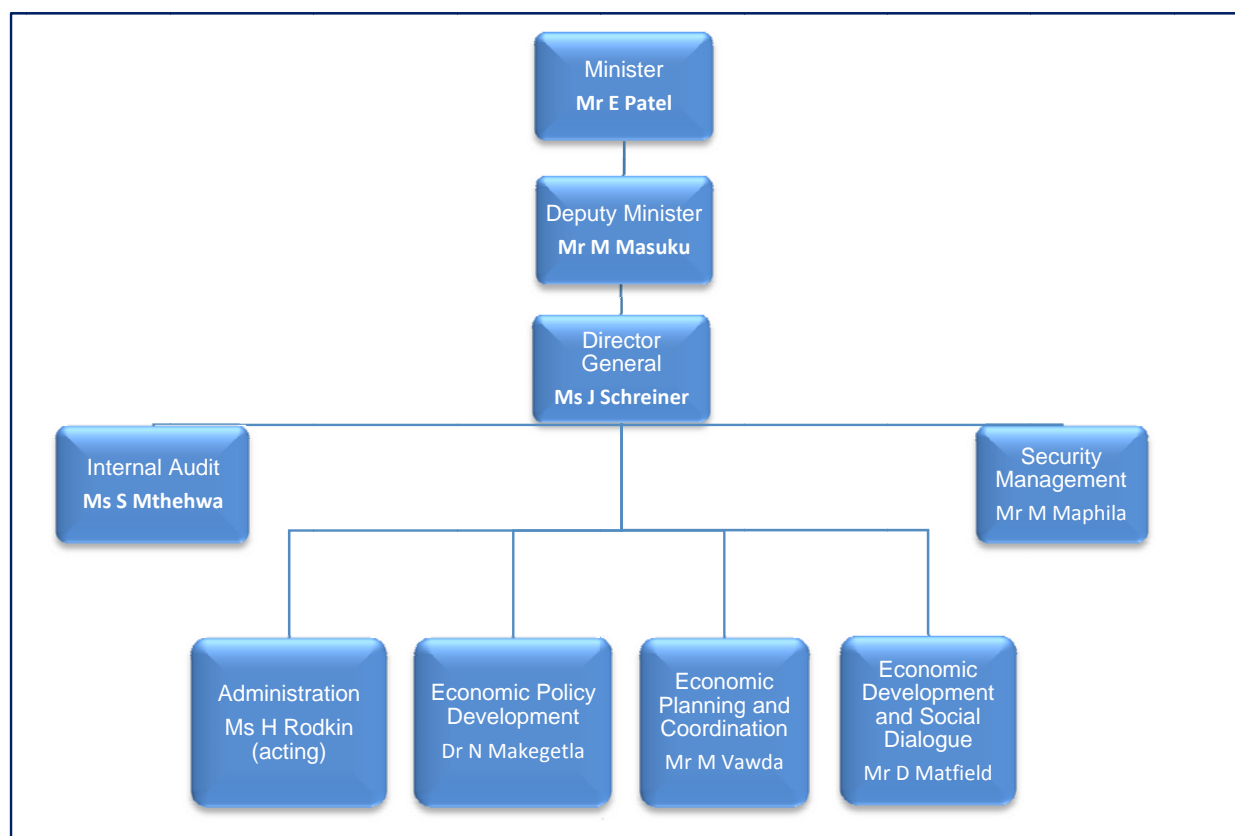 Minister
Mr E Patel
Deputy Minister
Mr M Masuku
Director
General
Ms J Schreiner
Internal Audit
Ms S Mthehwa
Security
Management
Mr M Maphila
Administration
Ms H Rodkin
(acting)
Economic Policy
Development
Dr N Makegetla
Economic
Planning and
Coordination
Mr M Vawda
Economic
Development
and Social
Dialogue
Mr D Matfield